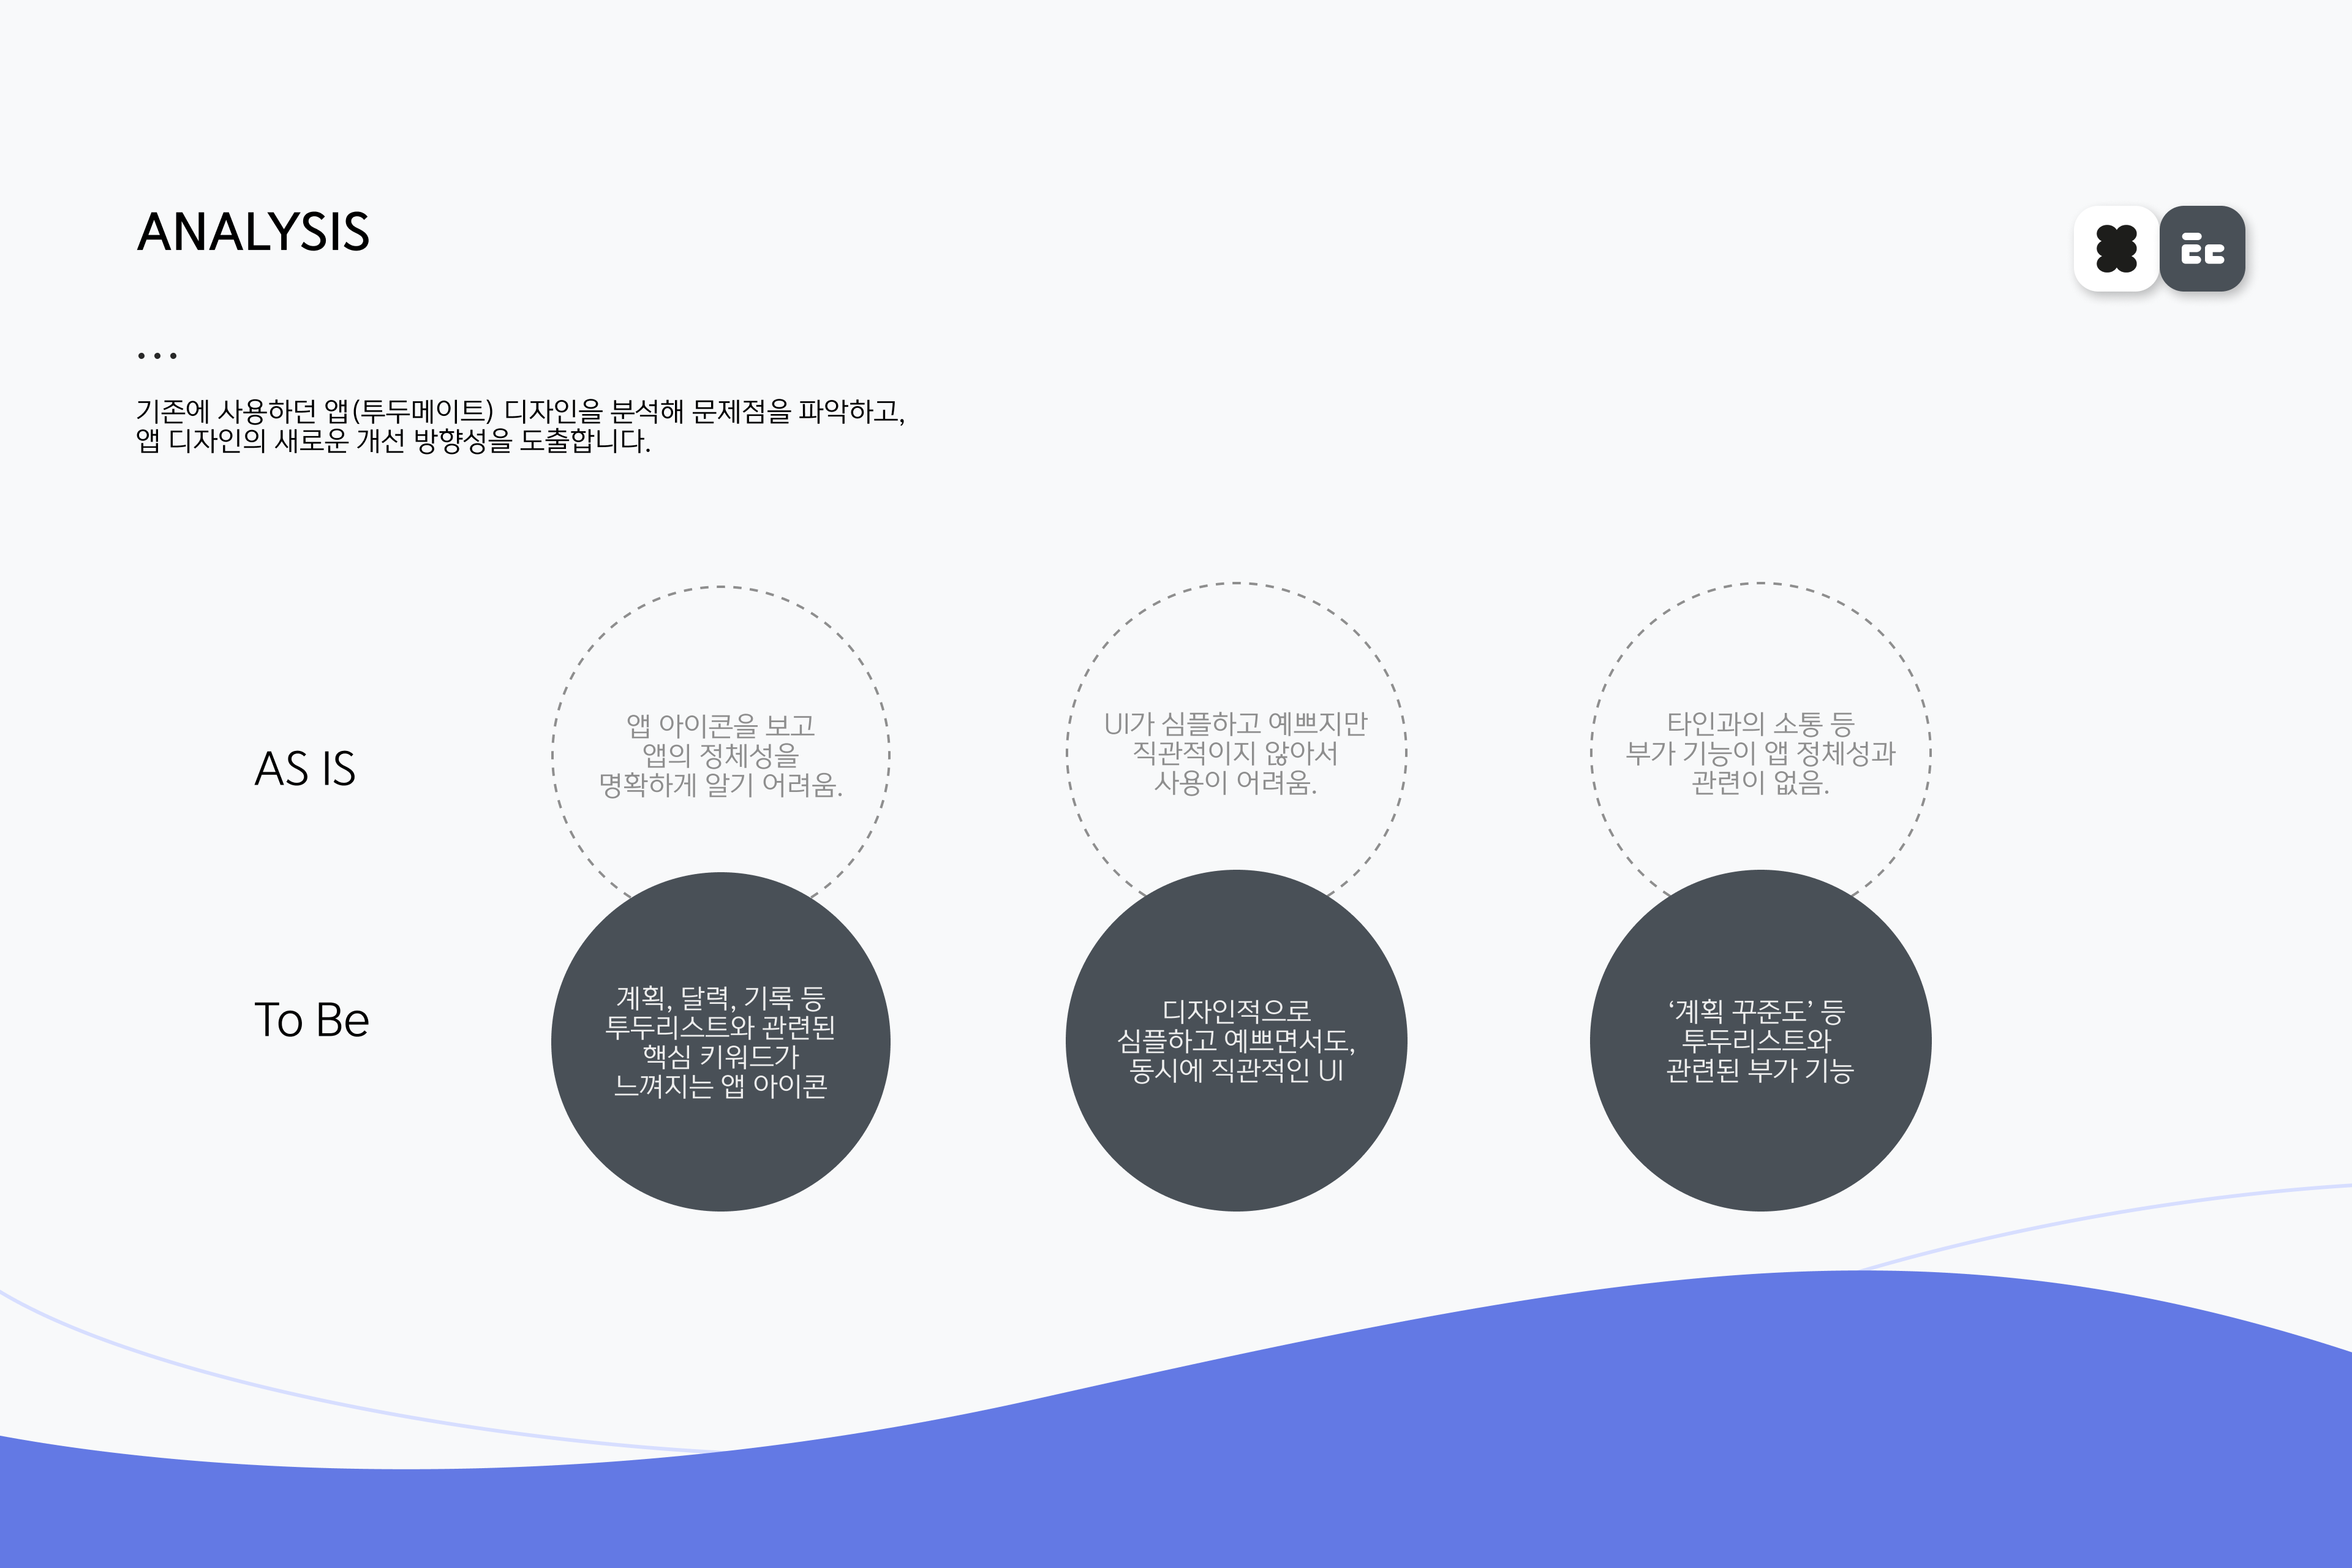 ANALYSIS
...
기존에 사용하던 앱(투두메이트) 디자인을 분석해 문제점을 파악하고,
앱 디자인의 새로운 개선 방향성을 도출합니다.
AS IS
앱 아이콘을 보고
앱의 정체성을
명확하게 알기 어려움.
UI가 심플하고 예쁘지만
직관적이지 않아서
사용이 어려움.
타인과의 소통 등
부가 기능이 앱 정체성과
관련이 없음.
To Be
계획, 달력, 기록 등
투두리스트와 관련된
핵심 키워드가
느껴지는 앱 아이콘
디자인적으로
심플하고 예쁘면서도,
동시에 직관적인 UI
‘계획 꾸준도’ 등
투두리스트와
관련된 부가 기능